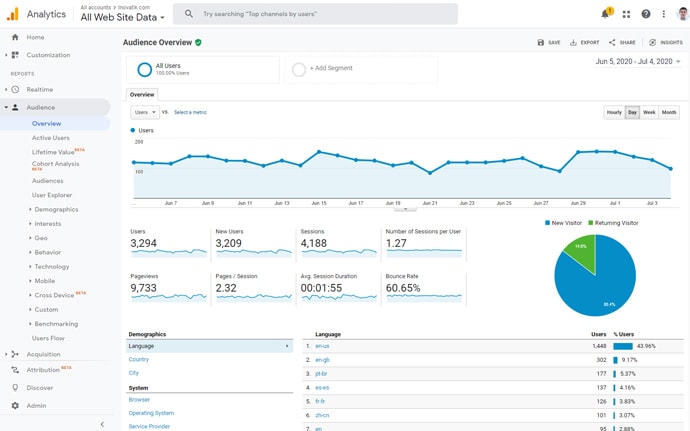 Analytics
All accounts > Inovatik.com
All Web Site Data
Try searching "Top channels by users"
1
Home
Customization
REPORTS
Realtime
Audience
Overview
Active Users
Lifetime Value BETA
Cohort Analysis
BETA
Audiences
User Explorer
Demographics
Interests
Geo
Behavior
Technology
Mobile
Cross Device BETA
Custom
Benchmarking
Users Flow
Acquisition
Attribution BETA
Discover
Admin
Audience Overview
SAVE EXPORT SHARE INSIGHTS
Jun 5, 2020 - Jul 4, 2020
All Users
100.00% Users
+ Add Segment
Overview
Users VS. Select a metric
Hourly Day Week Month
Users
200
100
... Jun 7 Jun 9 Jun 11 Jun 13 Jun 15 Jun 17 Jun 19 Jun 21 Jun 23 Jun 25 Jun 27 Jun 29 Jul 1 Jul 3
New Visitor Returning Visitor
Users New Users Sessions Number of Sessions per User
3,294 3,209 4,188 1.27
Pageviews Pages / Session Avg. Session Duration Bounce Rate
9,733 2.32 00:01:55 60.65%
Demographics
Language
Country
City
System
Browser
Operating System
Service Provider
Language Users % Users
1. en-us 1,448 43.96%
2. en-gb 302 9.17%
3. pt-br 177 5.37%
4. es-es 137 4.16%
5. fr-fr 126 3.83%
6. zh-cn 101 3.07%
7. en 95 2.88%